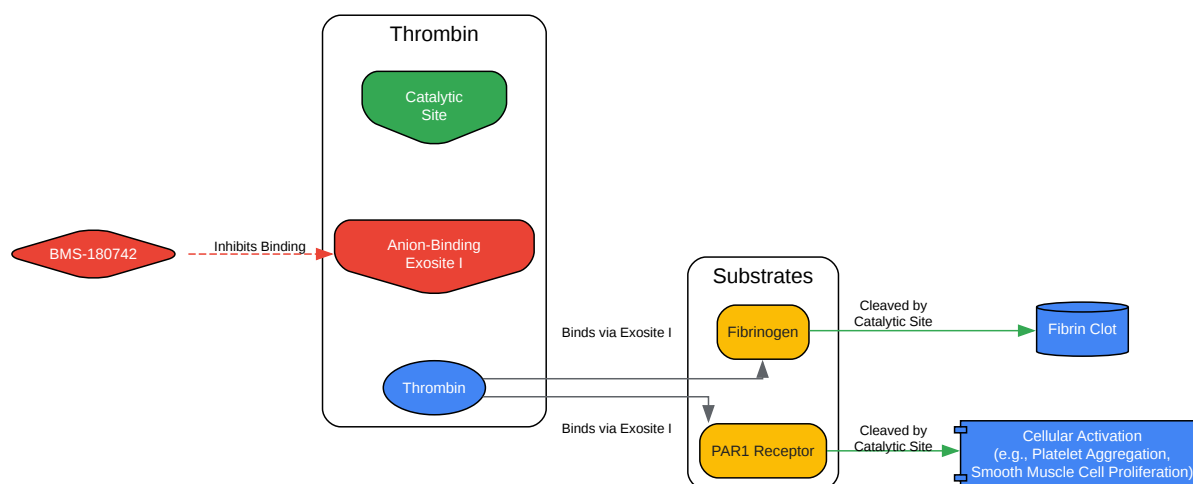 Thrombin
Catalytic
Site
BMS-180742
Inhibits Binding
Anion-Binding
Exosite I
Thrombin
Binds via Exosite I
Binds via Exosite I
Substrates
Fibrinogen
PAR1 Receptor
Cleaved by
Catalytic Site
Fibrin Clot
Cleaved by
Catalytic Site
Cellular Activation
(e.g., Platelet Aggregation,
Smooth Muscle Cell Proliferation)